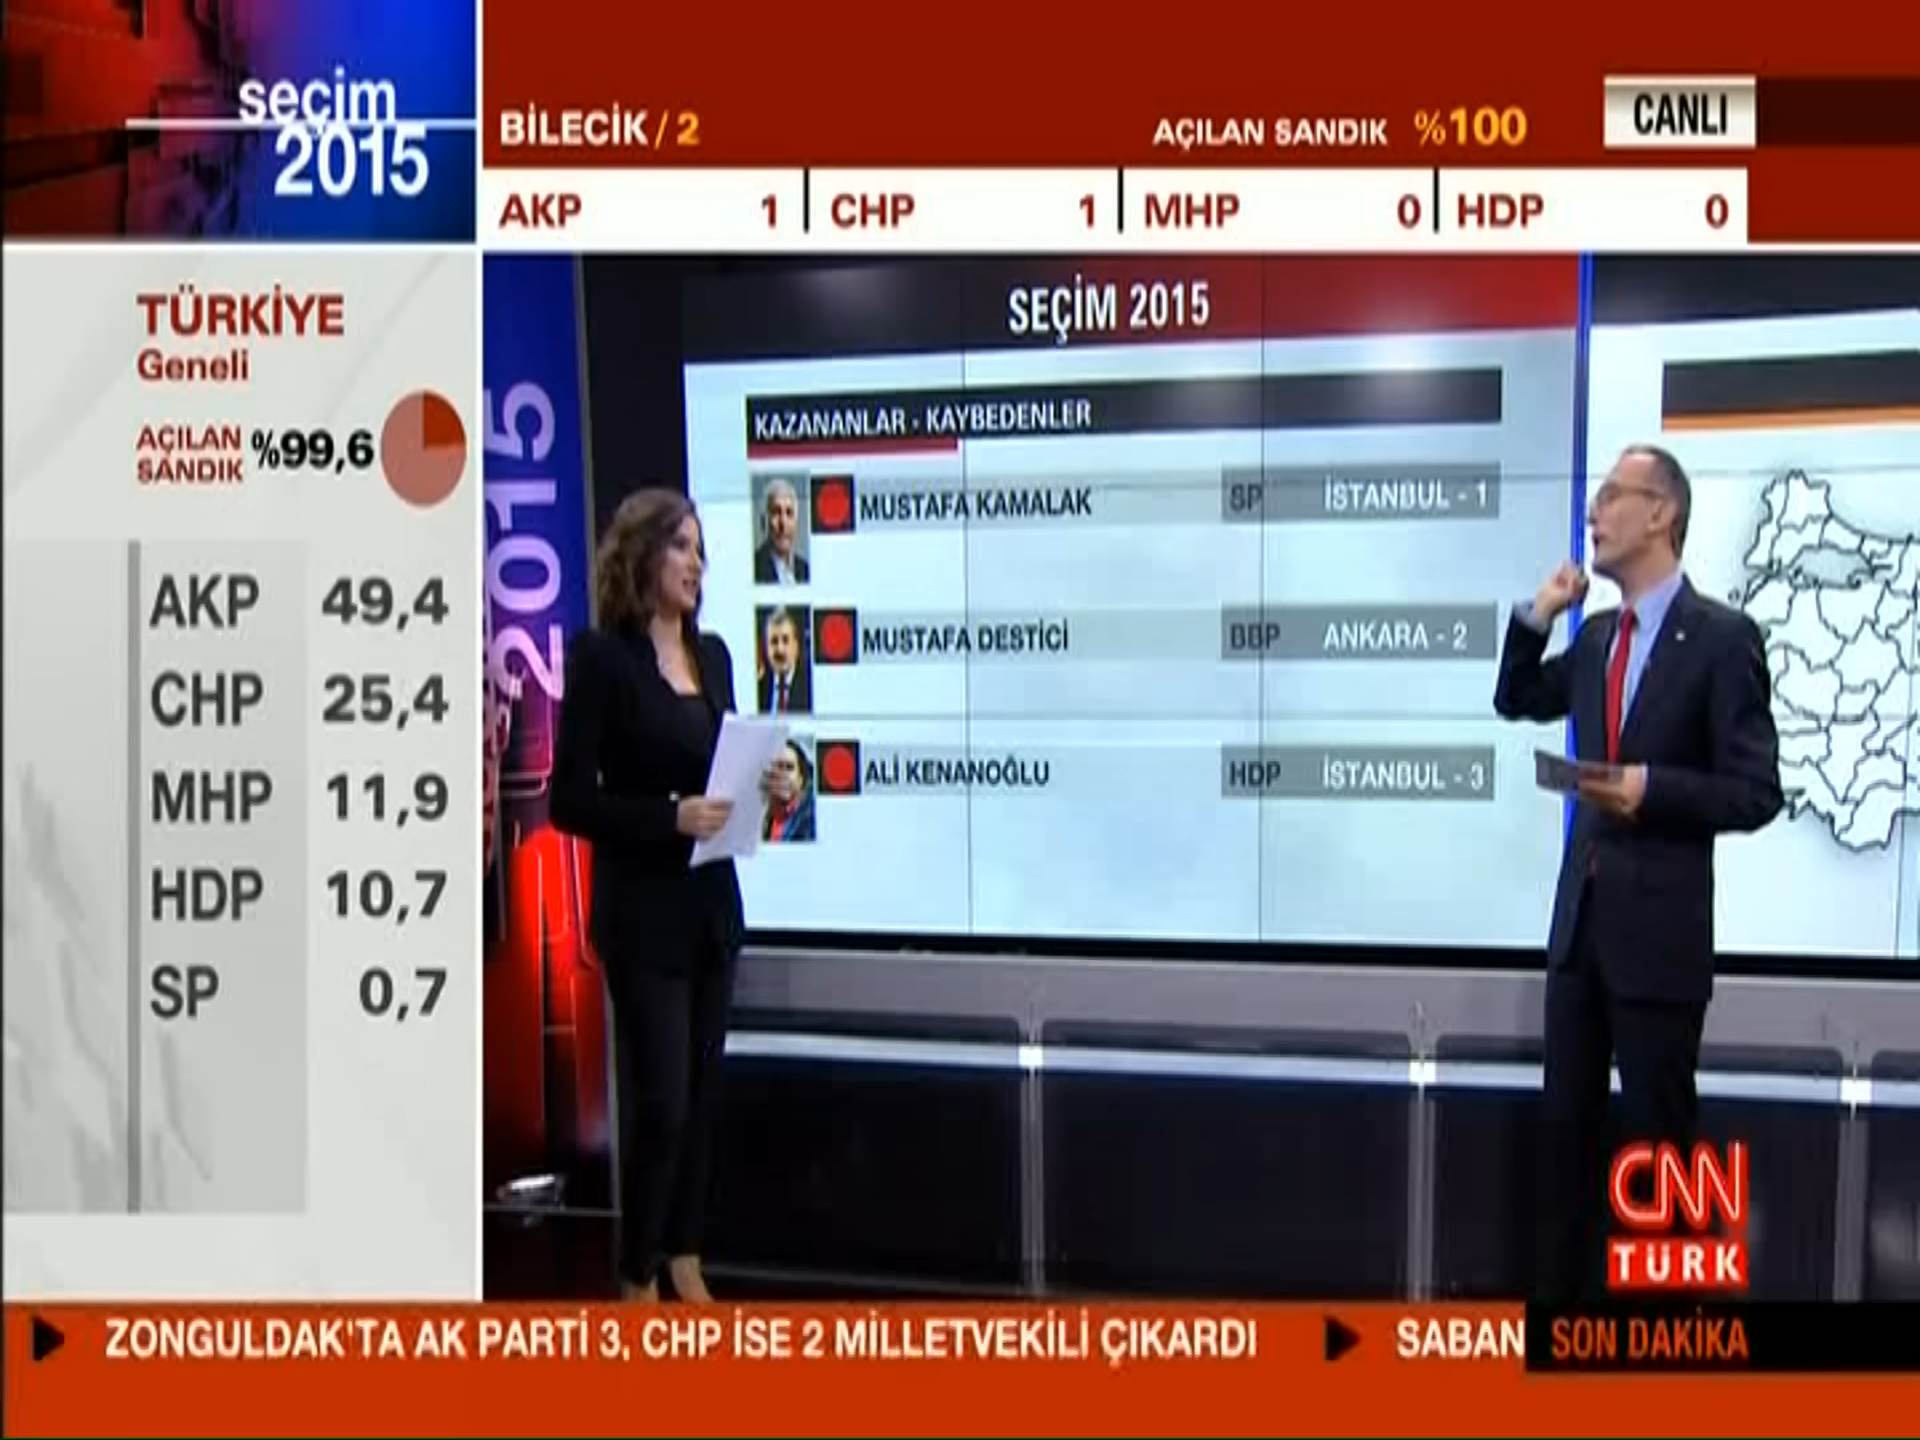 seçim
2015
BİLECİK / 2
AÇILAN SANDIK %100
CANLI
AKP 1
CHP 1
MHP 0
HDP 0
TÜRKİYE
Geneli
AÇILAN
SANDIK
%99,6
AKP 49,4
CHP 25,4
MHP 11,9
HDP 10,7
SP 0,7
2015
SEÇİM 2015
KAZANANLAR - KAYBEDENLER
MUSTAFA KAMALAK SP İSTANBUL - 1
MUSTAFA DESTİCİ BBP ANKARA - 2
ALİ KENANOĞLU HDP İSTANBUL - 3
CNN
TÜRK
ZONGULDAK'TA AK PARTİ 3, CHP İSE 2 MİLLETVEKİLİ ÇIKARDI
SABAN
SON DAKİKA